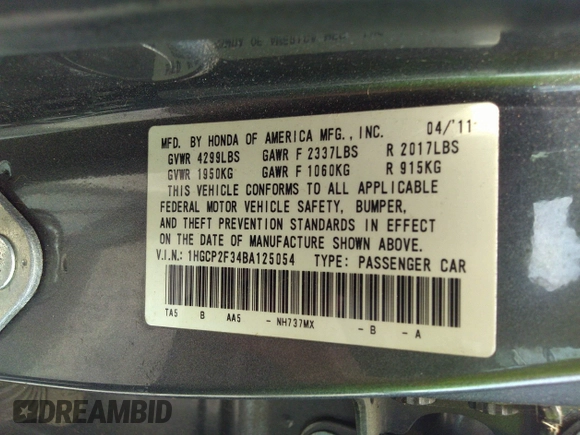 MFD. BY HONDA OF AMERICA MFG., INC. 04/'11
GVWR 4299LBS GAWR F 2337LBS R 2017LBS
GVWR 1950KG GAWR F 1060KG R 915KG
THIS VEHICLE CONFORMS TO ALL APPLICABLE
FEDERAL MOTOR VEHICLE SAFETY, BUMPER,
AND THEFT PREVENTION STANDARDS IN EFFECT
ON THE DATE OF MANUFACTURE SHOWN ABOVE.
V.I.N.: 1HGCP2F34BA125054 TYPE: PASSENGER CAR
TA5 B AA5 - NH737MX - B - A
DREAMBID